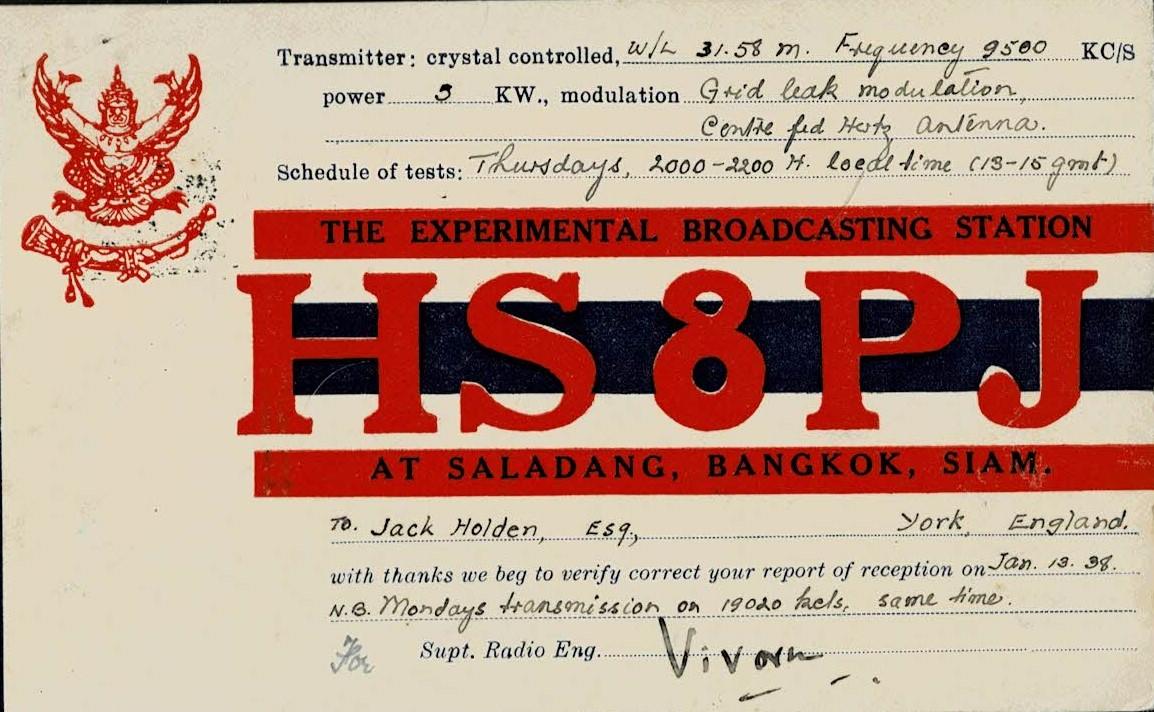 Transmitter: crystal controlled, W/L 31.58 m. Frequency 9500 KC/S
power 5 KW., modulation Grid leak modulation,
Centre fed Hertz antenna.
Schedule of tests: Thursdays, 2000-2200 H. local time (13-15 gmt)
THE EXPERIMENTAL BROADCASTING STATION
HS8PJ
AT SALADANG, BANGKOK, SIAM.
To. Jack Holden, Esq., York, England.
with thanks we beg to verify correct your report of reception on Jan. 13. 38.
N.B. Mondays transmission on 19020 kcls, same time.
For Supt. Radio Eng.